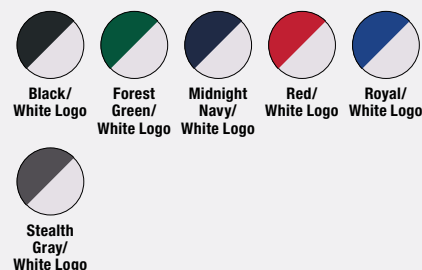 Black/
White Logo
Forest
Green/
White Logo
Midnight
Navy/
White Logo
Red/
White Logo
Royal/
White Logo
Stealth
Gray/
White Logo